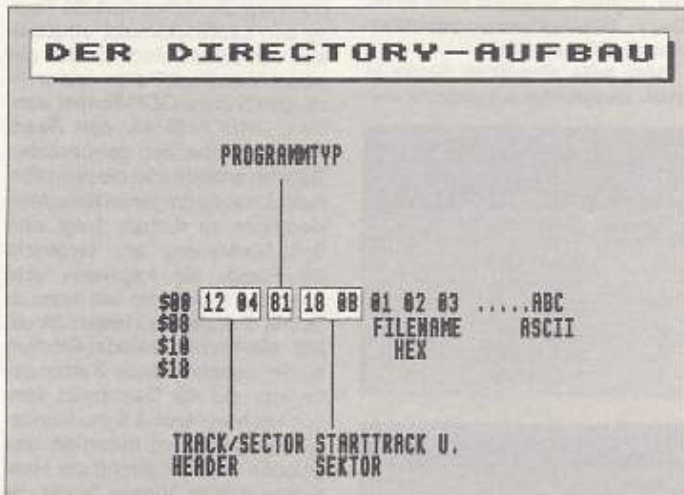 DER DIRECTORY-AUFBAU
PROGRAMMTYP
$00 12 04 81 18 0B 01 02 03 .....ABC
$08 FILENAME ASCII
$10 HEX
$18
TRACK/SECTOR STARTTRACK U.
HEADER SEKTOR